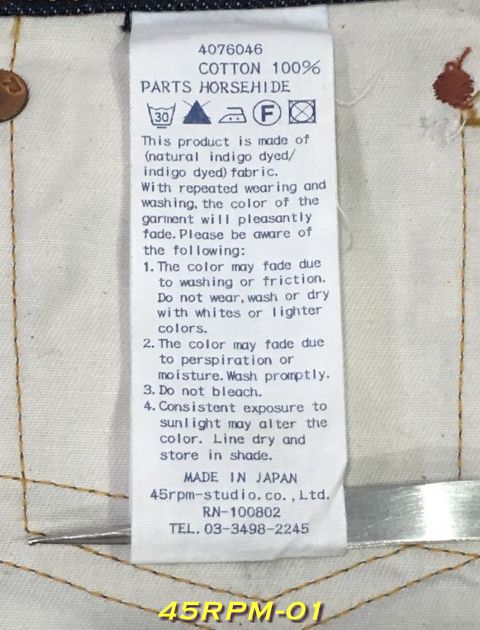 4076046
COTTON 100%
PARTS HORSEHIDE
30 F
This product is made of
(natural indigo dyed/
indigo dyed) fabric.
With repeated wearing and
washing, the color of the
garment will pleasantly
fade. Please be aware of
the following:
1. The color may fade due
to washing or friction.
Do not wear, wash or dry
with whites or lighter
colors.
2. The color may fade due
to perspiration or
moisture. Wash promptly.
3. Do not bleach.
4. Consistent exposure to
sunlight may alter the
color. Line dry and
store in shade.
MADE IN JAPAN
45rpm-studio.co., Ltd.
RN-100802
TEL. 03-3498-2245
45RPM-01